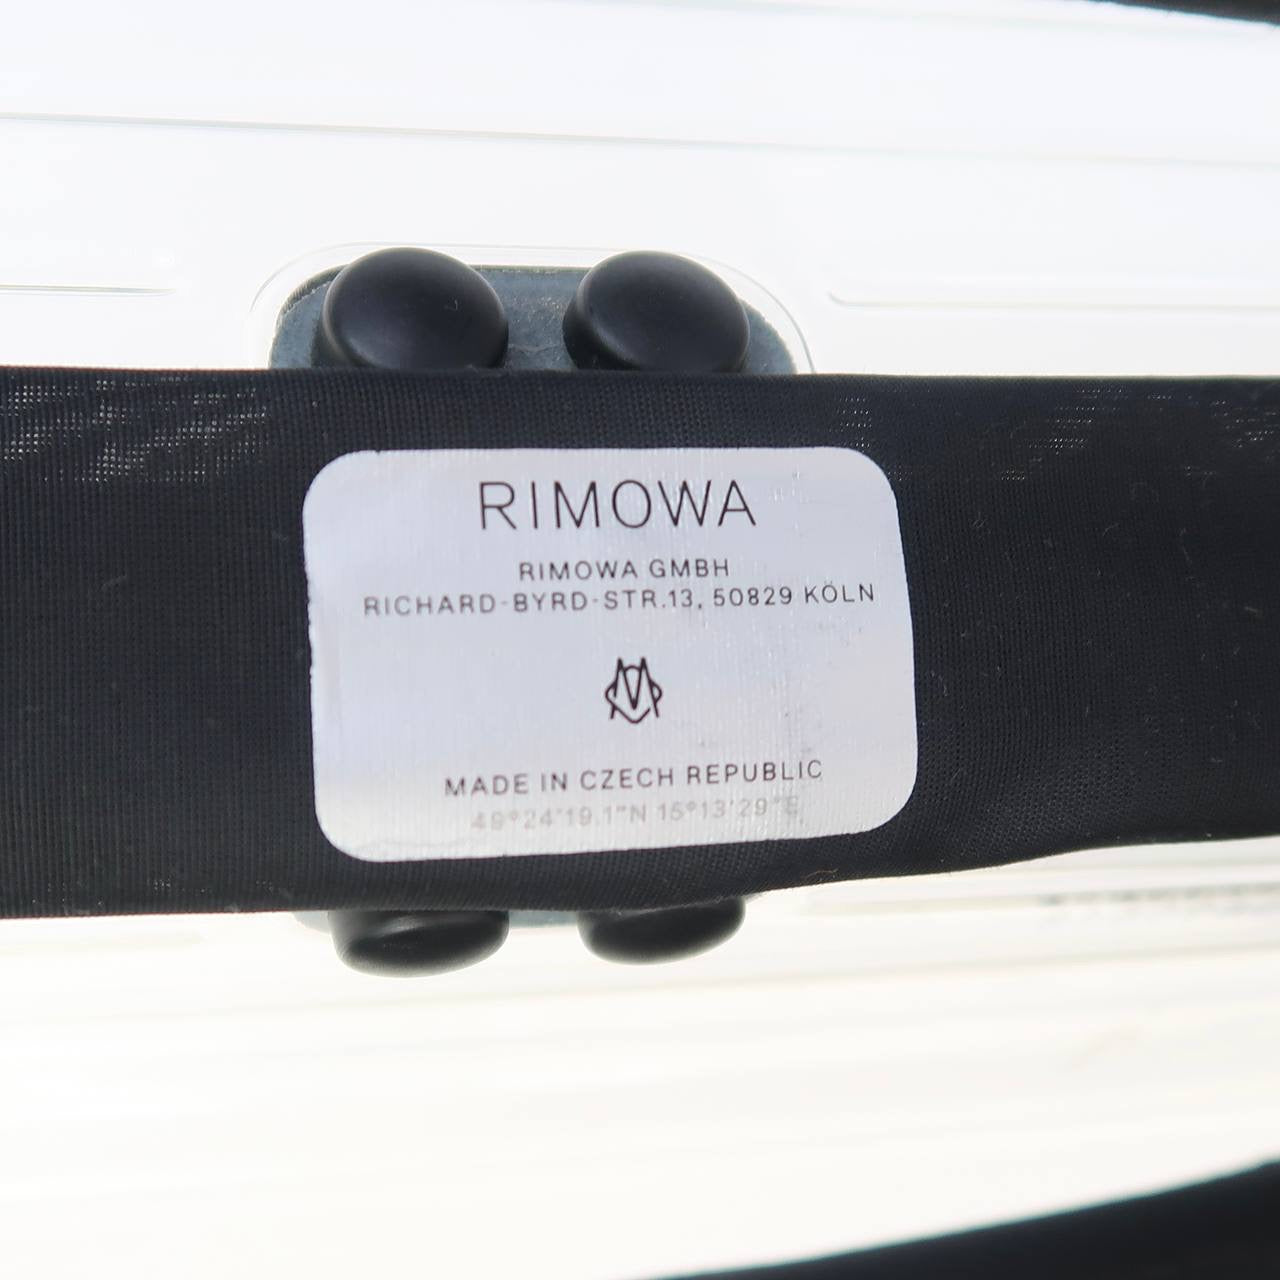 RIMOWA
RIMOWA GMBH
RICHARD-BYRD-STR.13, 50829 KÖLN
MADE IN CZECH REPUBLIC
49°24'19.1"N 15°13'29"E